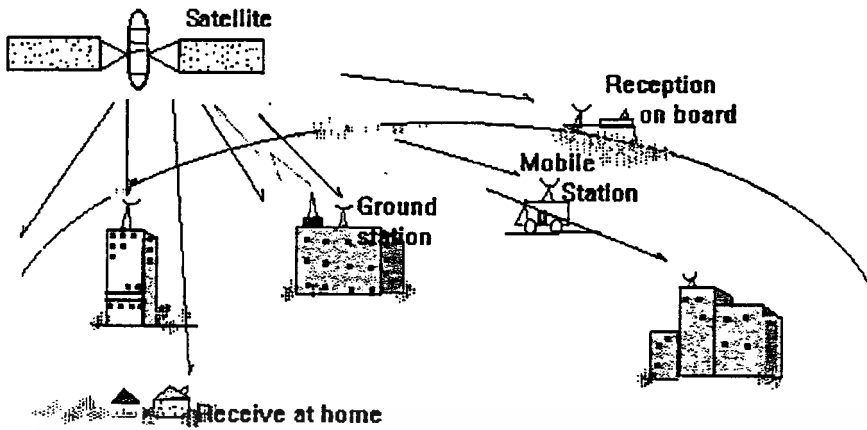 Satellite
Reception
on board
Mobile
Station
Ground
station
Receive at home